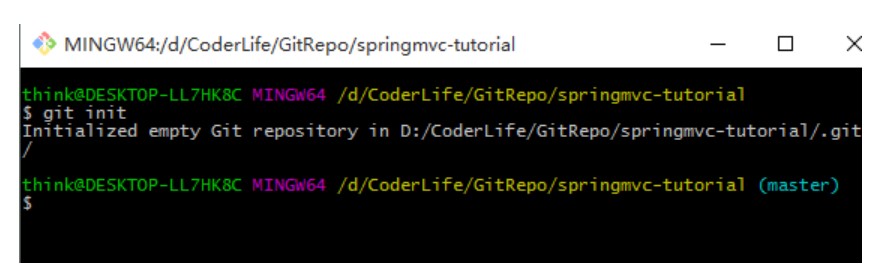 MINGW64:/d/CoderLife/GitRepo/springmvc-tutorial
think@DESKTOP-LL7HK8C MINGW64 /d/CoderLife/GitRepo/springmvc-tutorial
$ git init
Initialized empty Git repository in D:/CoderLife/GitRepo/springmvc-tutorial/.git
/
think@DESKTOP-LL7HK8C MINGW64 /d/CoderLife/GitRepo/springmvc-tutorial (master)
$